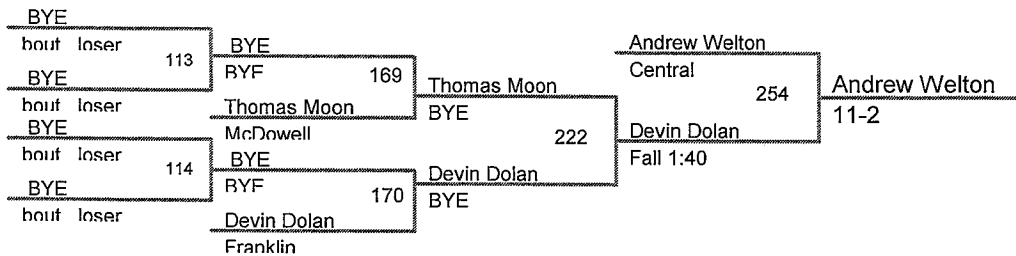 BYE
bout loser
113
BYE
bout loser
BYE
bout loser
114
BYE
bout loser
BYE
BYF
169
Thomas Moon
McDowell
BYE
BYF
170
Devin Dolan
Franklin
Thomas Moon
BYE
222
Devin Dolan
BYE
Andrew Welton
Central
254
Devin Dolan
Fall 1:40
Andrew Welton
11-2